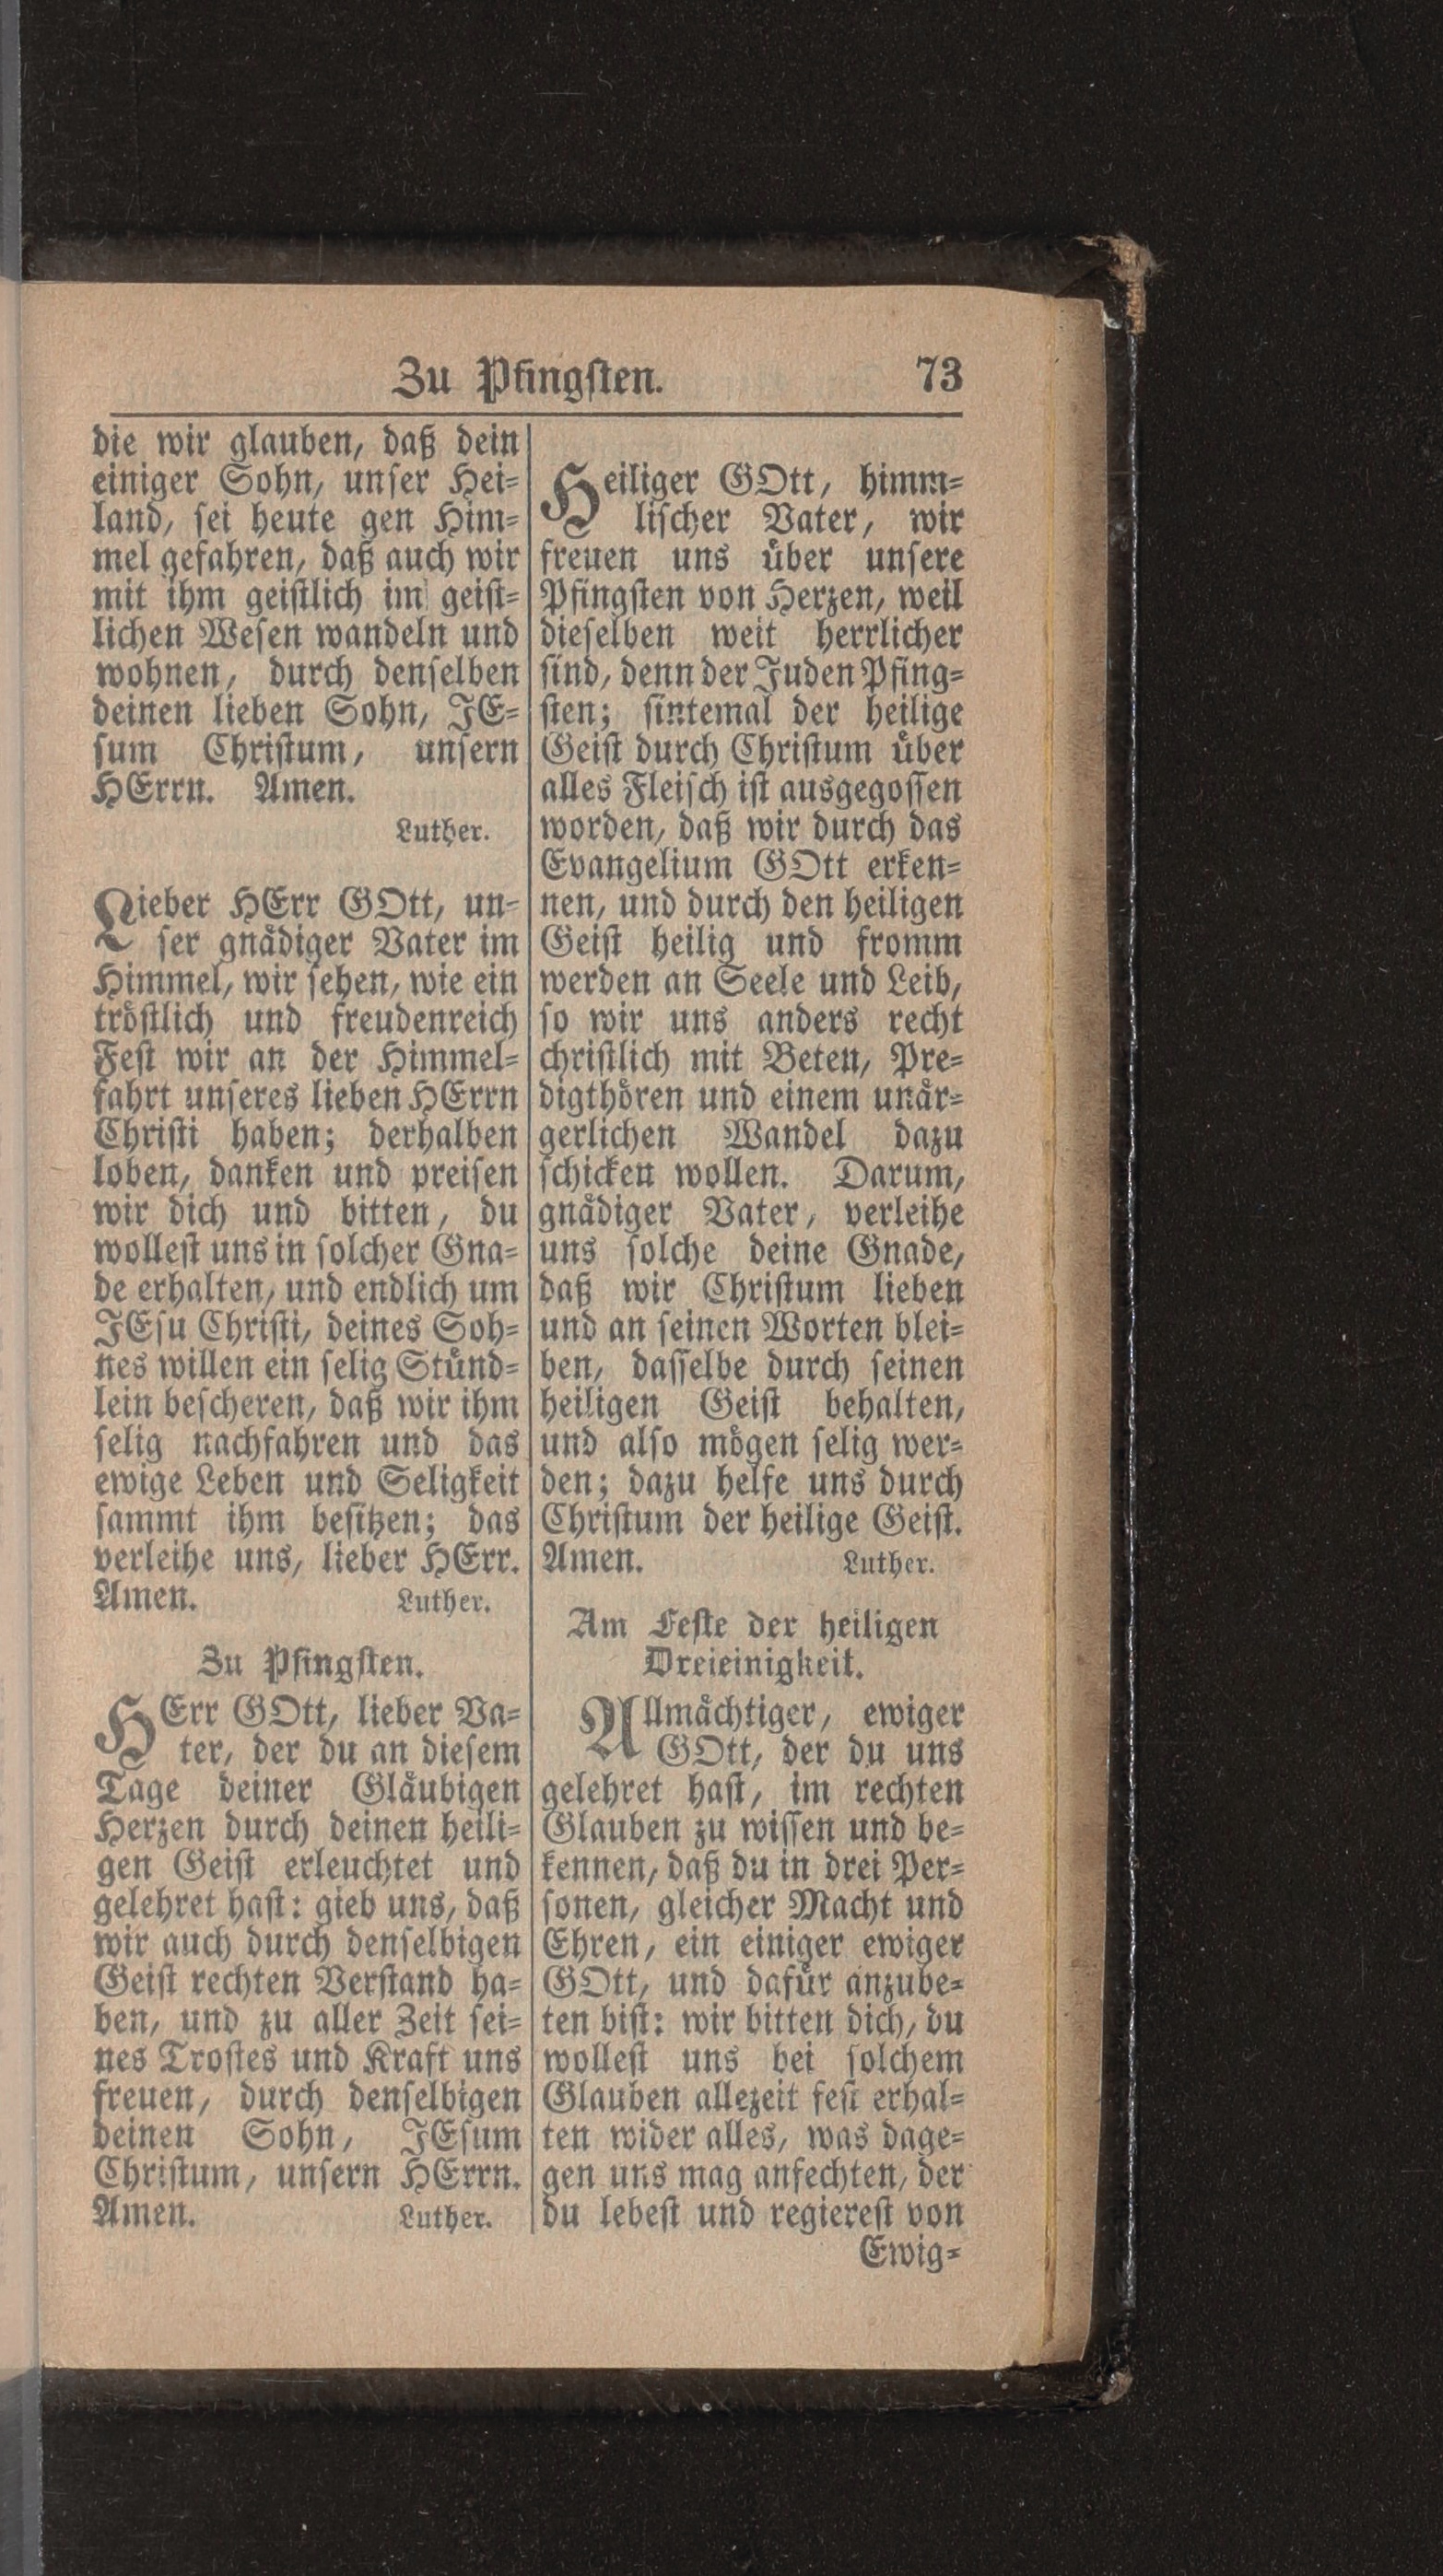 Zu Pfingsten. 73
die wir glauben, daß dein
einiger Sohn, unser Hei-
land, sei heute gen Him-
mel gefahren, daß auch wir
mit ihm geistlich im geist-
lichen Wesen wandeln und
wohnen, durch denselben
deinen lieben Sohn, JE-
sum Christum, unsern
HErrn. Amen.
Luther.
Lieber HErr GOtt, un-
ser gnädiger Vater im
Himmel, wir sehen, wie ein
tröstlich und freudenreich
Fest wir an der Himmel-
fahrt unseres lieben HErrn
Christi haben; derhalben
loben, danken und preisen
wir dich und bitten, du
wollest uns in solcher Gna-
de erhalten, und endlich um
JEsu Christi, deines Soh-
nes willen ein selig Stünd-
lein bescheren, daß wir ihm
selig nachfahren und das
ewige Leben und Seligkeit
sammt ihm besitzen; das
verleihe uns, lieber HErr.
Amen. Luther.
Zu Pfingsten.
HErr GOtt, lieber Va-
ter, der du an diesem
Tage deiner Gläubigen
Herzen durch deinen heili-
gen Geist erleuchtet und
gelehret hast: gieb uns, daß
wir auch durch denselbigen
Geist rechten Verstand ha-
ben, und zu aller Zeit sei-
nes Trostes und Kraft uns
freuen, durch denselbigen
deinen Sohn, JEsum
Christum, unsern HErrn.
Amen. Luther.
Heiliger GOtt, himm-
lischer Vater, wir
freuen uns über unsere
Pfingsten von Herzen, weil
dieselben weit herrlicher
sind, denn der Juden Pfing-
sten; sintemal der heilige
Geist durch Christum über
alles Fleisch ist ausgegossen
worden, daß wir durch das
Evangelium GOtt erken-
nen, und durch den heiligen
Geist heilig und fromm
werden an Seele und Leib,
so wir uns anders recht
christlich mit Beten, Pre-
digthören und einem unär-
gerlichen Wandel dazu
schicken wollen. Darum,
gnädiger Vater, verleihe
uns solche deine Gnade,
daß wir Christum lieben
und an seinen Worten blei-
ben, dasselbe durch seinen
heiligen Geist behalten,
und also mögen selig wer-
den; dazu helfe uns durch
Christum der heilige Geist.
Amen. Luther.
Am Feste der heiligen
Dreieinigkeit.
Allmächtiger, ewiger
GOtt, der du uns
gelehret hast, im rechten
Glauben zu wissen und be-
kennen, daß du in drei Per-
sonen, gleicher Macht und
Ehren, ein einiger ewiger
GOtt, und dafür anzube-
ten bist: wir bitten dich, du
wollest uns bei solchem
Glauben allezeit fest erhal-
ten wider alles, was dage-
gen uns mag anfechten, der
du lebest und regierest von
Ewig-